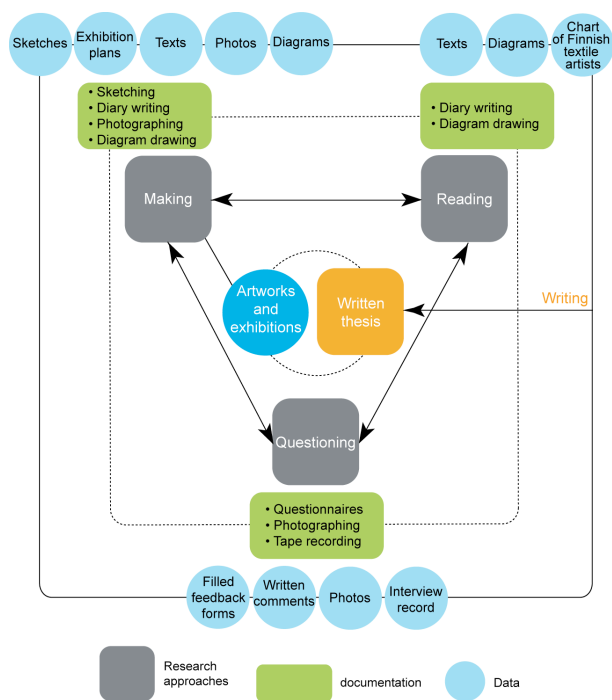 Sketches
Exhibition
plans
Texts
Photos
Diagrams
Texts
Diagrams
Chart
of Finnish
textile
artists
• Sketching
• Diary writing
• Photographing
• Diagram drawing
• Diary writing
• Diagram drawing
Making
Reading
Artworks
and
exhibitions
Written
thesis
Writing
Questioning
• Questionnaires
• Photographing
• Tape recording
Filled
feedback
forms
Written
comments
Photos
Interview
record
Research
approaches
documentation
Data